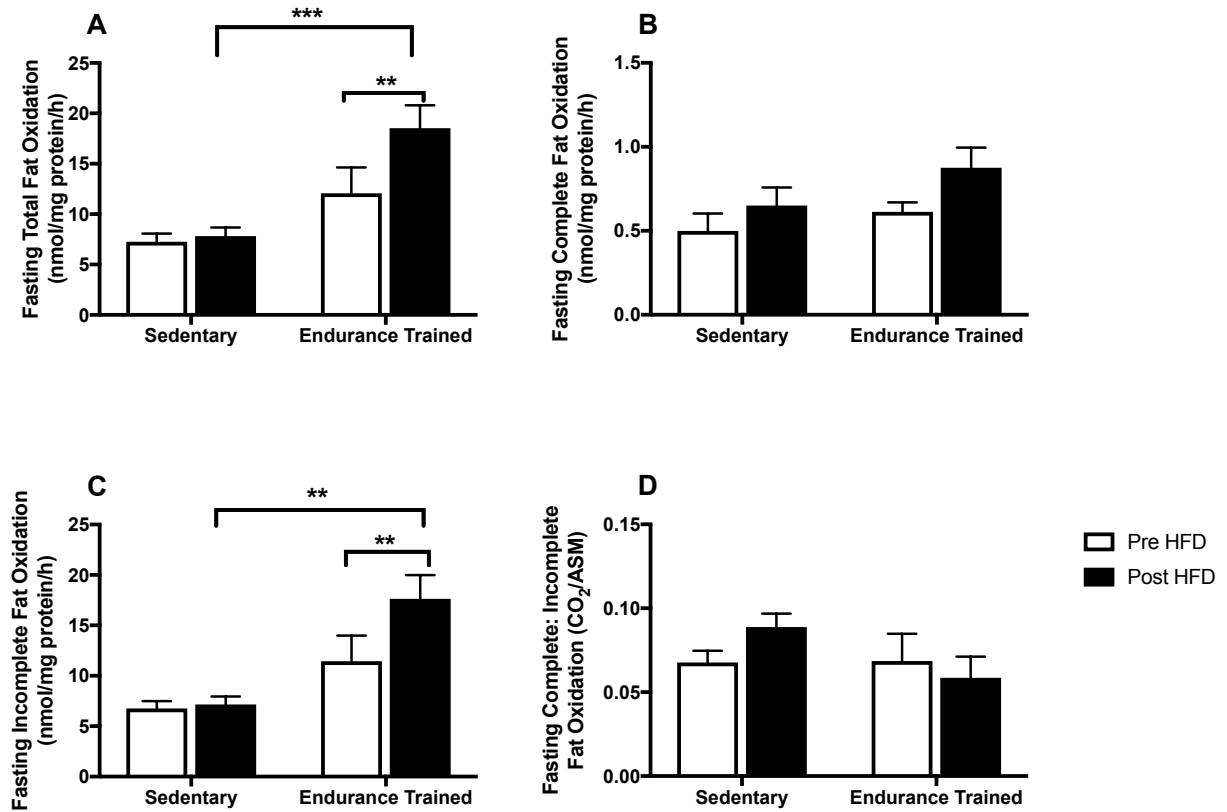 A
Fasting Total Fat Oxidation
(nmol/mg protein/h)
25
20
15
10
5
0
***
**
Sedentary
Endurance Trained
B
Fasting Complete Fat Oxidation
(nmol/mg protein/h)
1.5
1.0
0.5
0.0
Sedentary
Endurance Trained
C
Fasting Incomplete Fat Oxidation
(nmol/mg protein/h)
25
20
15
10
5
0
**
**
Sedentary
Endurance Trained
D
Fasting Complete: Incomplete
Fat Oxidation (CO₂/ASM)
0.15
0.10
0.05
0.00
Sedentary
Endurance Trained
Pre HFD
Post HFD